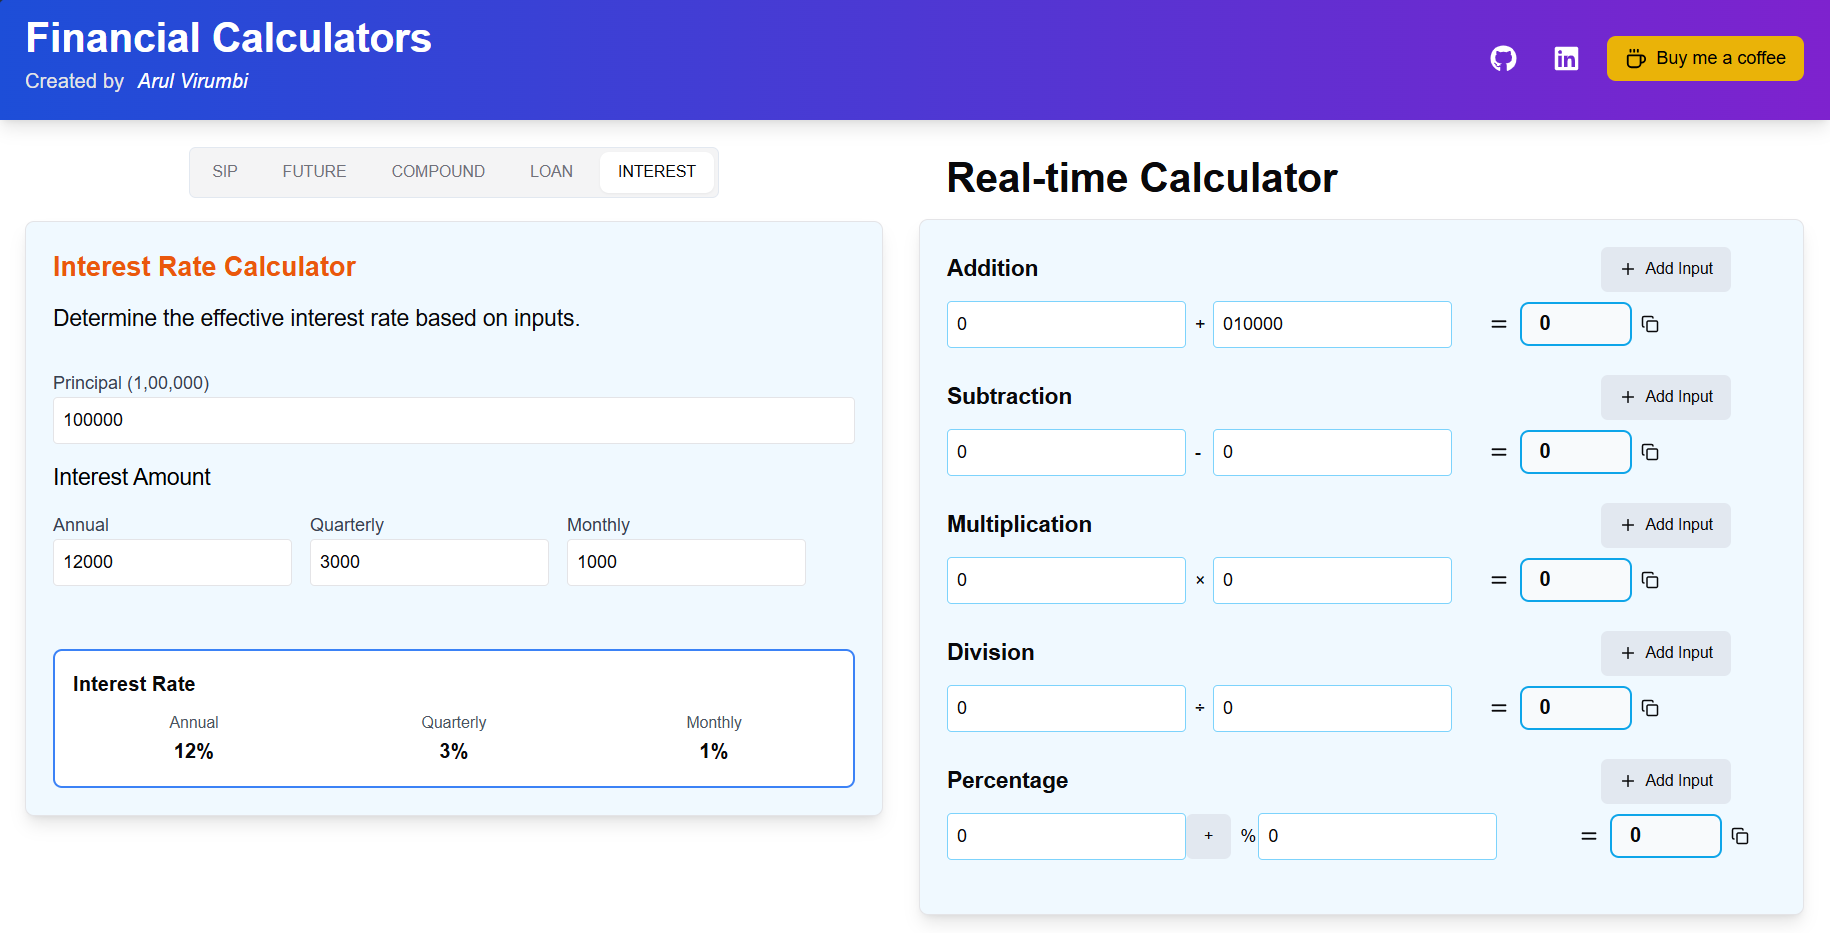 Financial Calculators
Created by Arul Virumbi
Buy me a coffee
SIP FUTURE COMPOUND LOAN INTEREST
Interest Rate Calculator
Determine the effective interest rate based on inputs.
Principal (1,00,000)
100000
Interest Amount
Annual Quarterly Monthly
12000 3000 1000
Interest Rate
Annual Quarterly Monthly
12% 3% 1%
Real-time Calculator
Addition + Add Input
0 + 010000 = 0
Subtraction + Add Input
0 - 0 = 0
Multiplication + Add Input
0 × 0 = 0
Division + Add Input
0 ÷ 0 = 0
Percentage + Add Input
0 + % 0 = 0